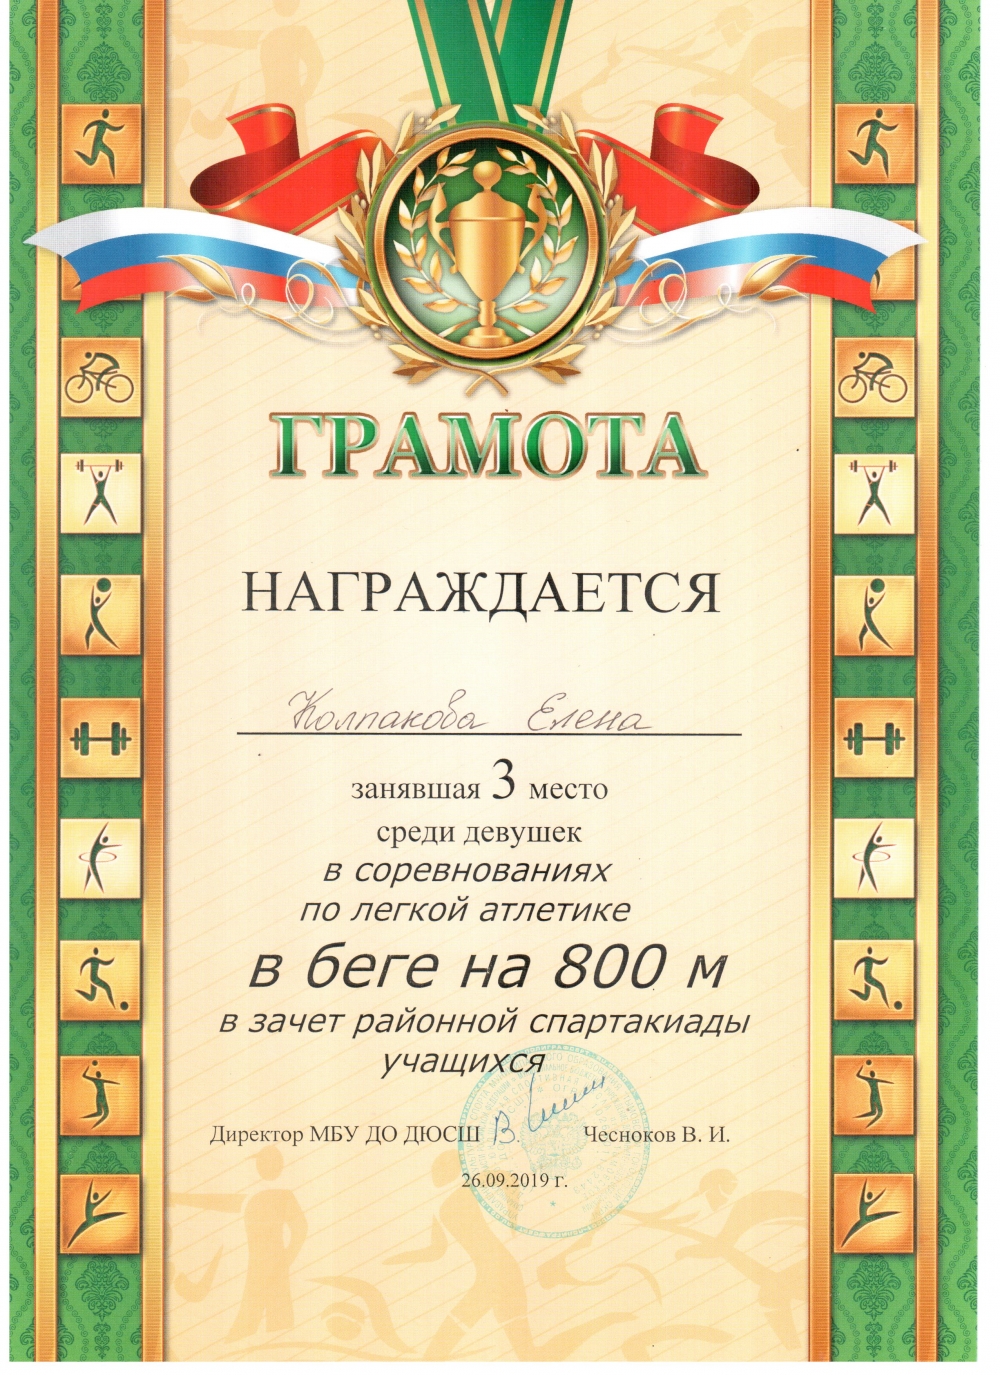 ГРАМОТА
НАГРАЖДАЕТСЯ
Колпакова Елена
занявшая 3 место
среди девушек
в соревнованиях
по легкой атлетике
в беге на 800 м
в зачет районной спартакиады
учащихся
Директор МБУ ДО ДЮСШ Чесноков В. И.
26.09.2019 г.